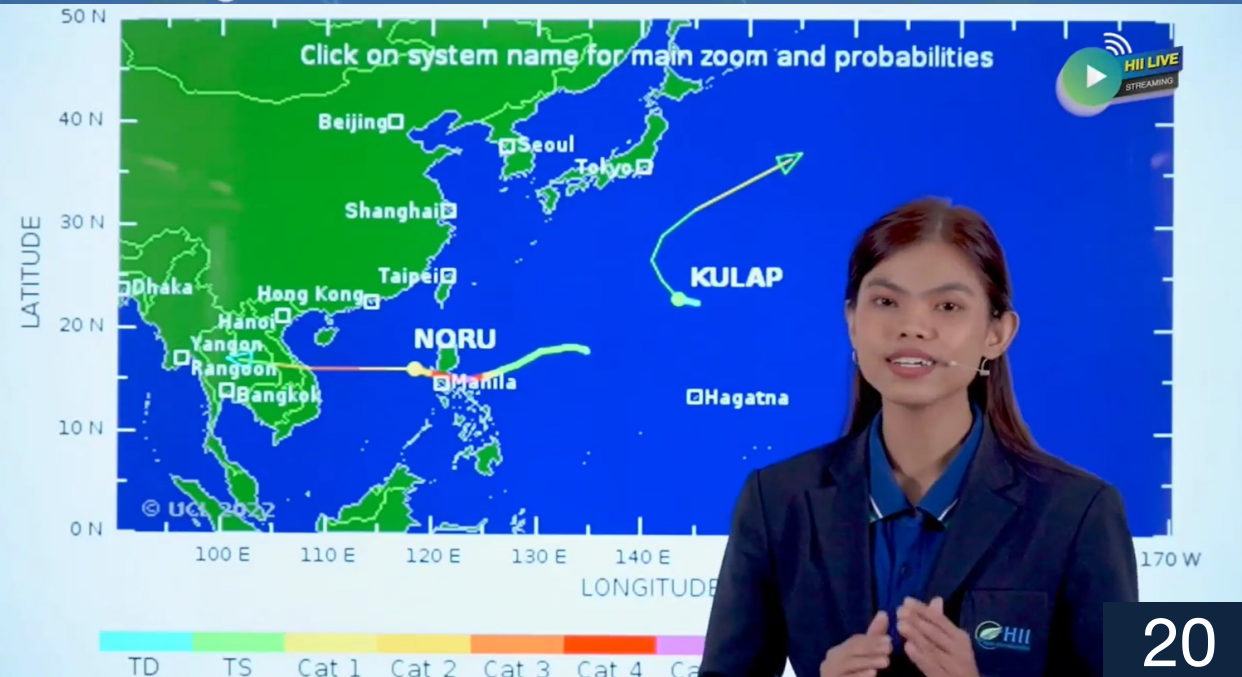 50 N
Click on system name for main zoom and probabilities
HII LIVE
STREAMING
40 N
Beijing
Seoul
Tokyo
LATITUDE
30 N
Shanghai
Taipei
KULAP
Dhaka
Hong Kong
20 N
Hanoi
NORU
Yangon
Rangoon
Manila
Bangkok
Hagatna
10 N
© UCL 2022
0 N
100 E
110 E
120 E
130 E
140 E
170 W
LONGITUDE
HII
TD
TS
Cat 1
Cat 2
Cat 3
Cat 4
20